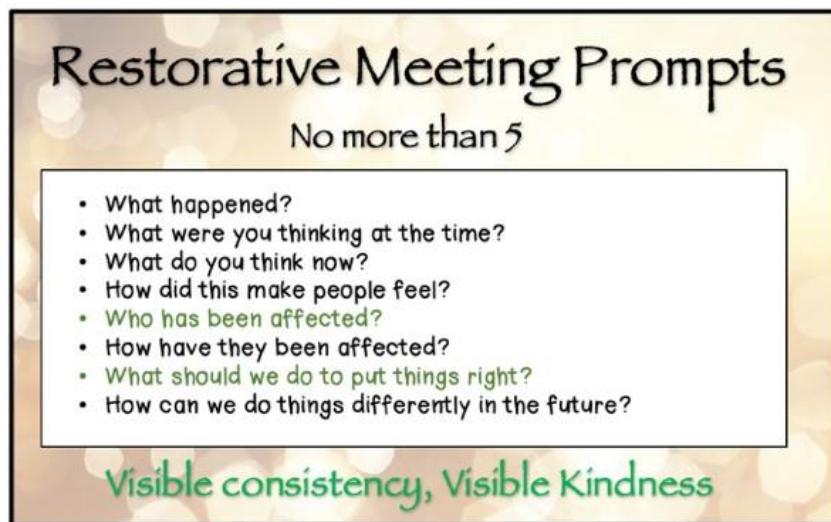 Restorative Meeting Prompts
No more than 5
• What happened?
• What were you thinking at the time?
• What do you think now?
• How did this make people feel?
• Who has been affected?
• How have they been affected?
• What should we do to put things right?
• How can we do things differently in the future?
Visible consistency, Visible Kindness